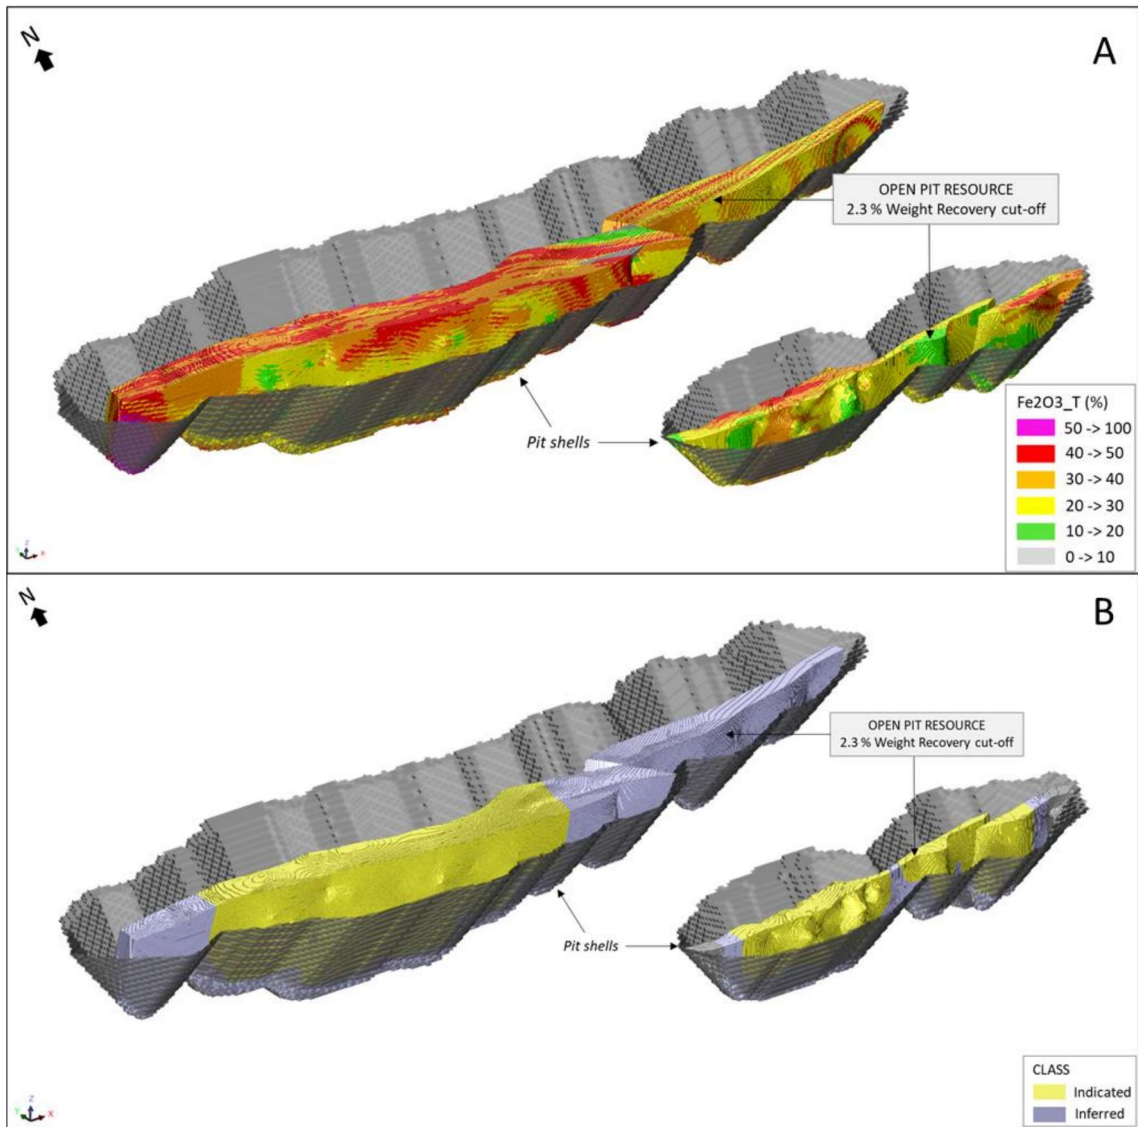 N
A
OPEN PIT RESOURCE
2.3 % Weight Recovery cut-off
Pit shells
Fe2O3_T (%)
50 -> 100
40 -> 50
30 -> 40
20 -> 30
10 -> 20
0 -> 10
Z
Y
X
N
B
OPEN PIT RESOURCE
2.3 % Weight Recovery cut-off
Pit shells
CLASS
Indicated
Inferred
Z
Y
X